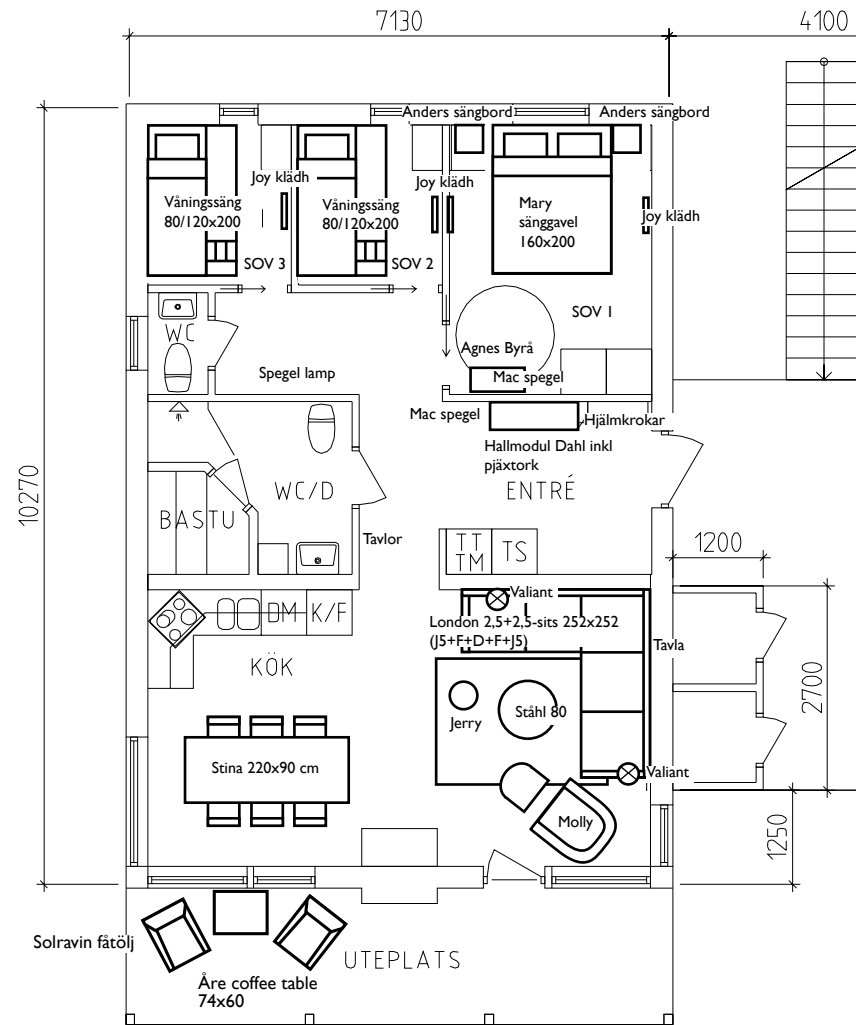 7130
4100
Anders sängbord
Anders sängbord
Joy klädh
Joy klädh
Våningssäng
80/120x200
Våningssäng
80/120x200
Mary
sänggavel
160x200
Joy klädh
SOV 3
SOV 2
SOV 1
WC
Agnes Byrå
Spegel lamp
Mac spegel
Mac spegel
Hjälmkrokar
Hallmodul Dahl inkl
pjäxtork
10270
WC/D
ENTRÉ
BASTU
Tavlor
TT
TM
TS
1200
DM
K/F
Valiant
London 2,5+2,5-sits 252x252
(J5+F+D+F+J5)
Tavla
KÖK
2700
Jerry
Ståhl 80
Stina 220x90 cm
Valiant
Molly
1250
Solravin fåtölj
UTEPLATS
Åre coffee table
74x60